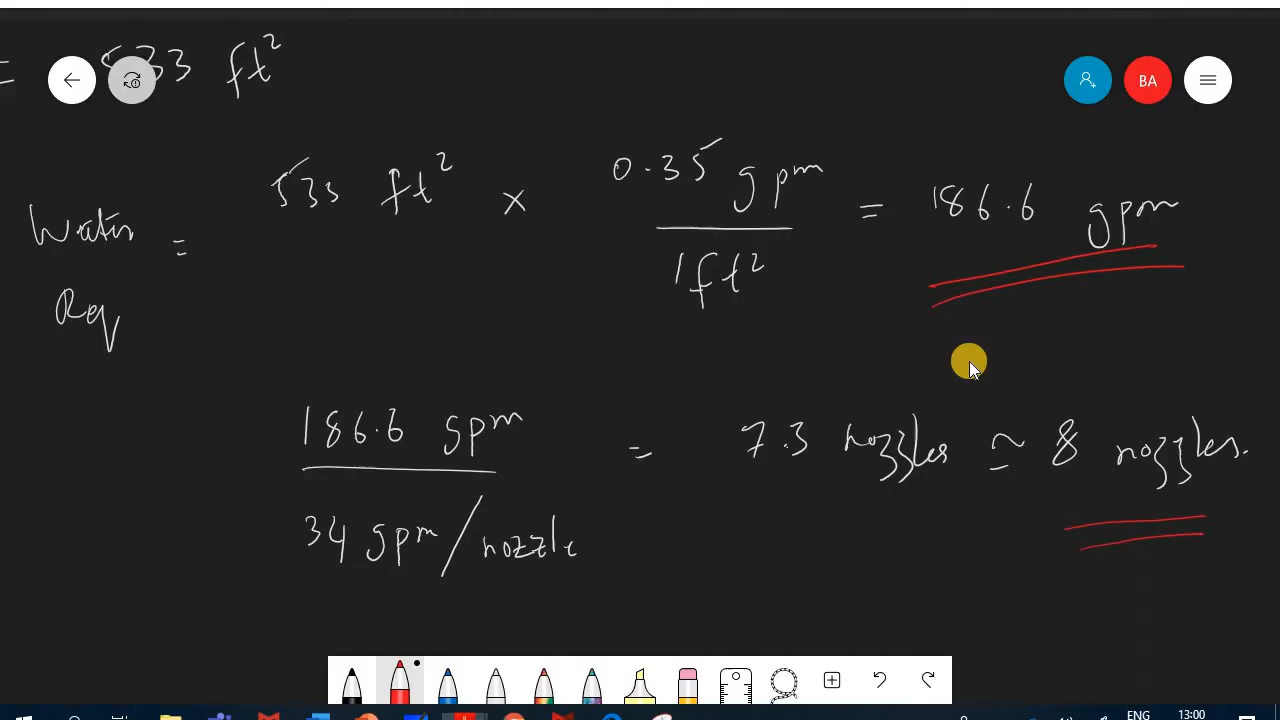 = 533 ft²
BA
Water Req = 533 ft² × 0.35 gpm / 1 ft² = 186.6 gpm
186.6 gpm / 34 gpm/nozzle = 7.3 nozzles ≃ 8 nozzles.
ENG 13:00